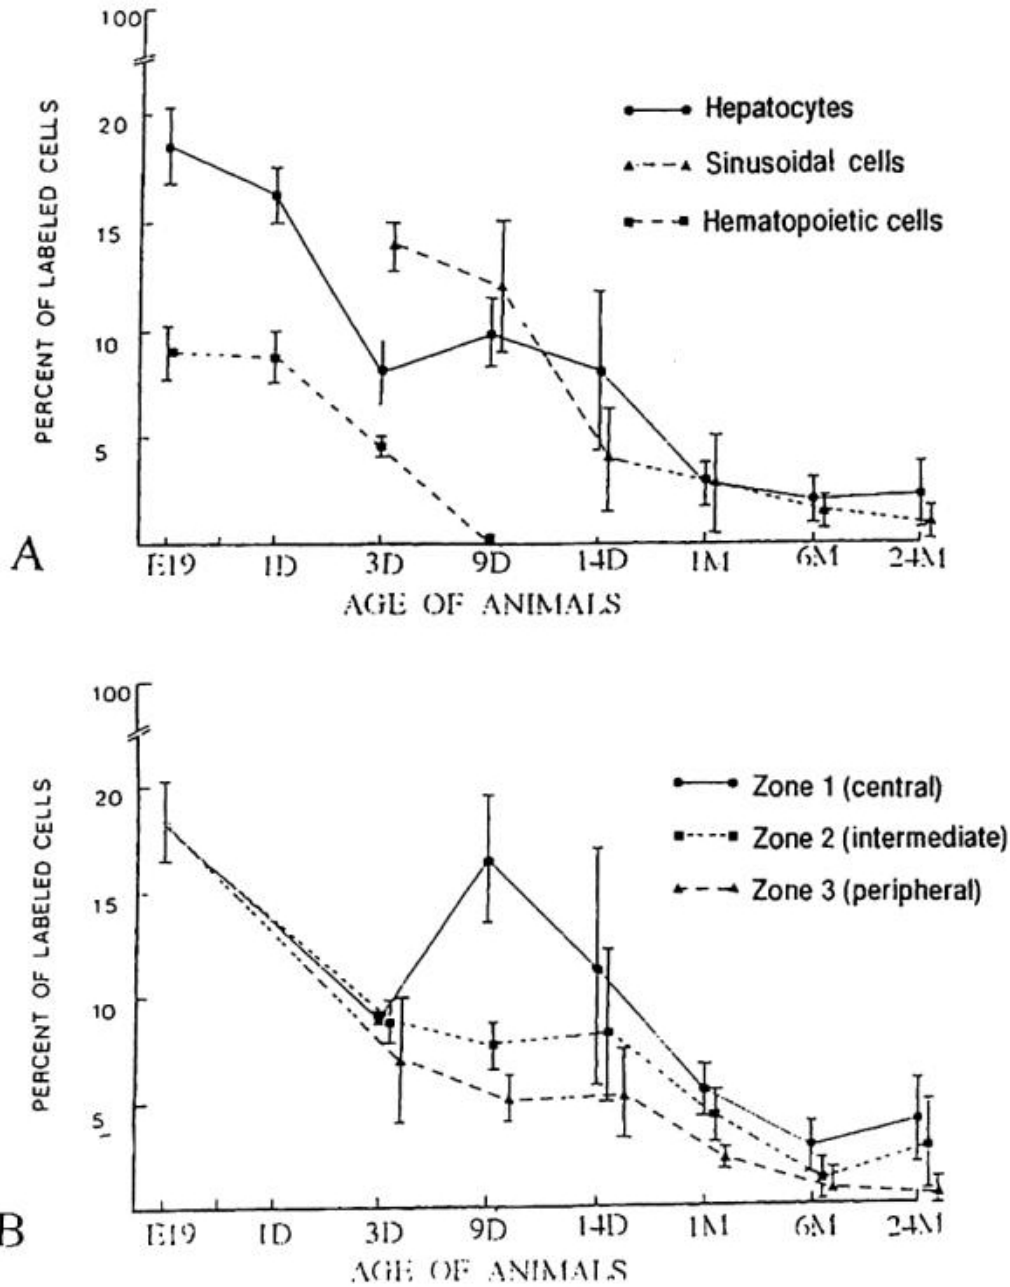 100
20
15
10
5
PERCENT OF LABELED CELLS
Hepatocytes
Sinusoidal cells
Hematopoietic cells
A
E19 1D 3D 9D 14D 1M 6M 24M
AGE OF ANIMALS
100
20
15
10
5
PERCENT OF LABELED CELLS
Zone 1 (central)
Zone 2 (intermediate)
Zone 3 (peripheral)
B
E19 1D 3D 9D 14D 1M 6M 24M
AGE OF ANIMALS